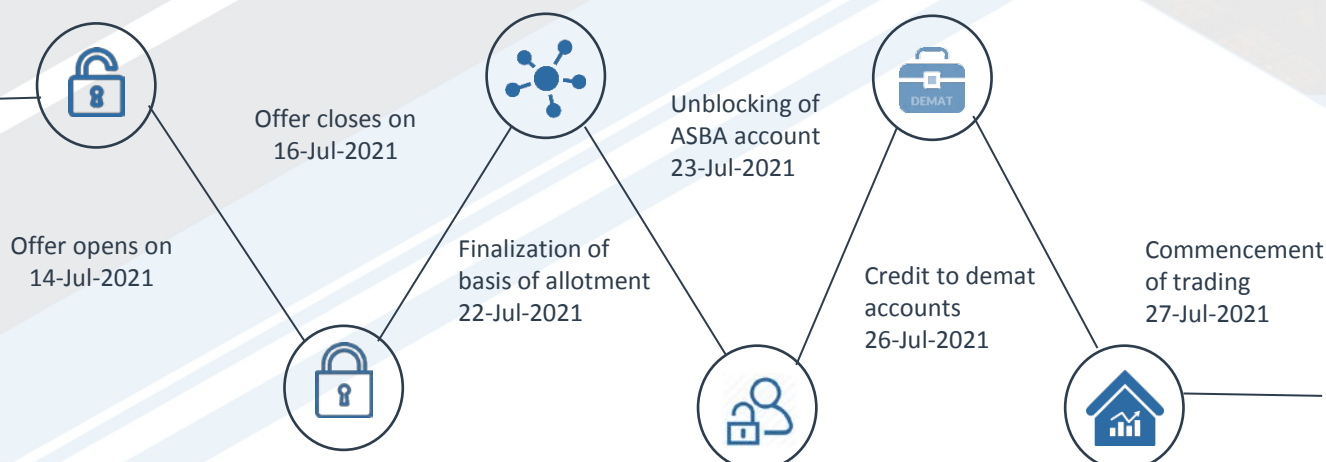 Offer opens on
14-Jul-2021
Offer closes on
16-Jul-2021
Finalization of
basis of allotment
22-Jul-2021
Unblocking of
ASBA account
23-Jul-2021
DEMAT
Credit to demat
accounts
26-Jul-2021
Commencement
of trading
27-Jul-2021